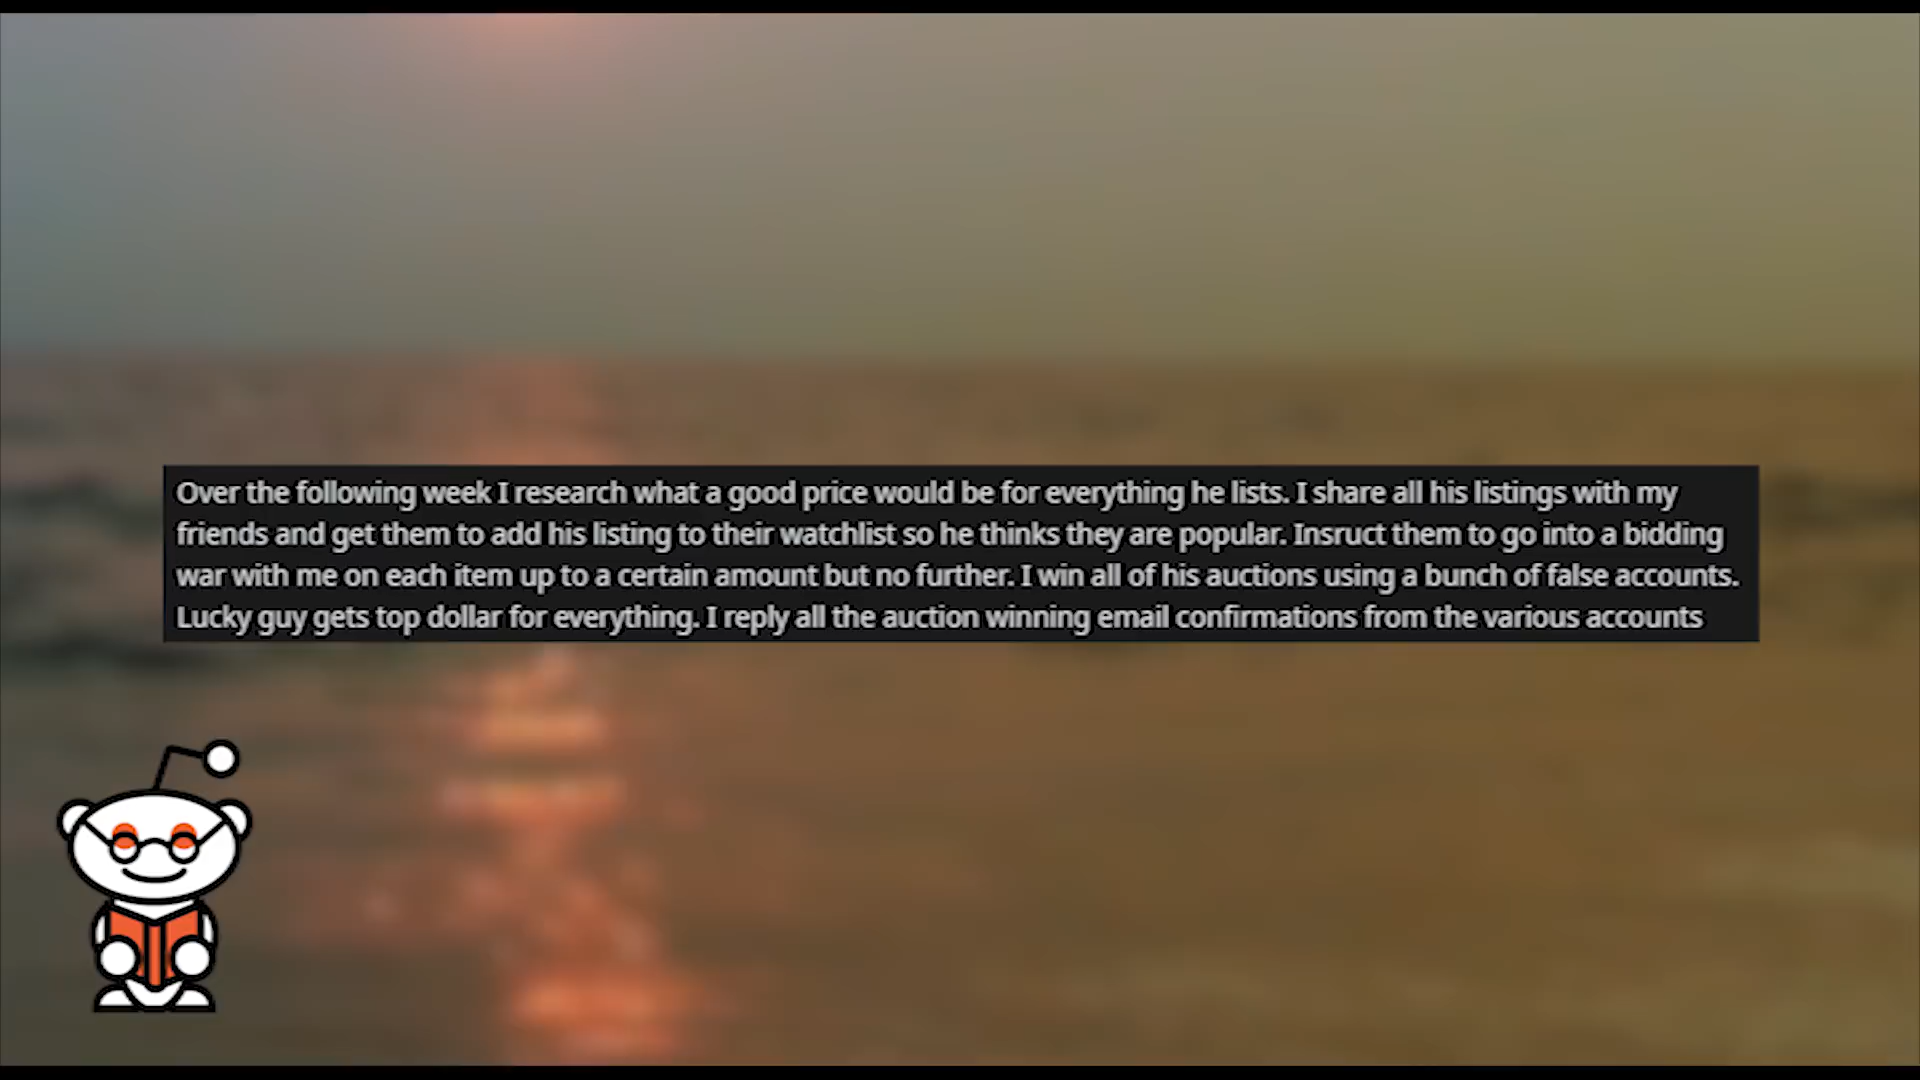 Over the following week I research what a good price would be for everything he lists. I share all his listings with my
friends and get them to add his listing to their watchlist so he thinks they are popular. Insruct them to go into a bidding
war with me on each item up to a certain amount but no further. I win all of his auctions using a bunch of false accounts.
Lucky guy gets top dollar for everything. I reply all the auction winning email confirmations from the various accounts